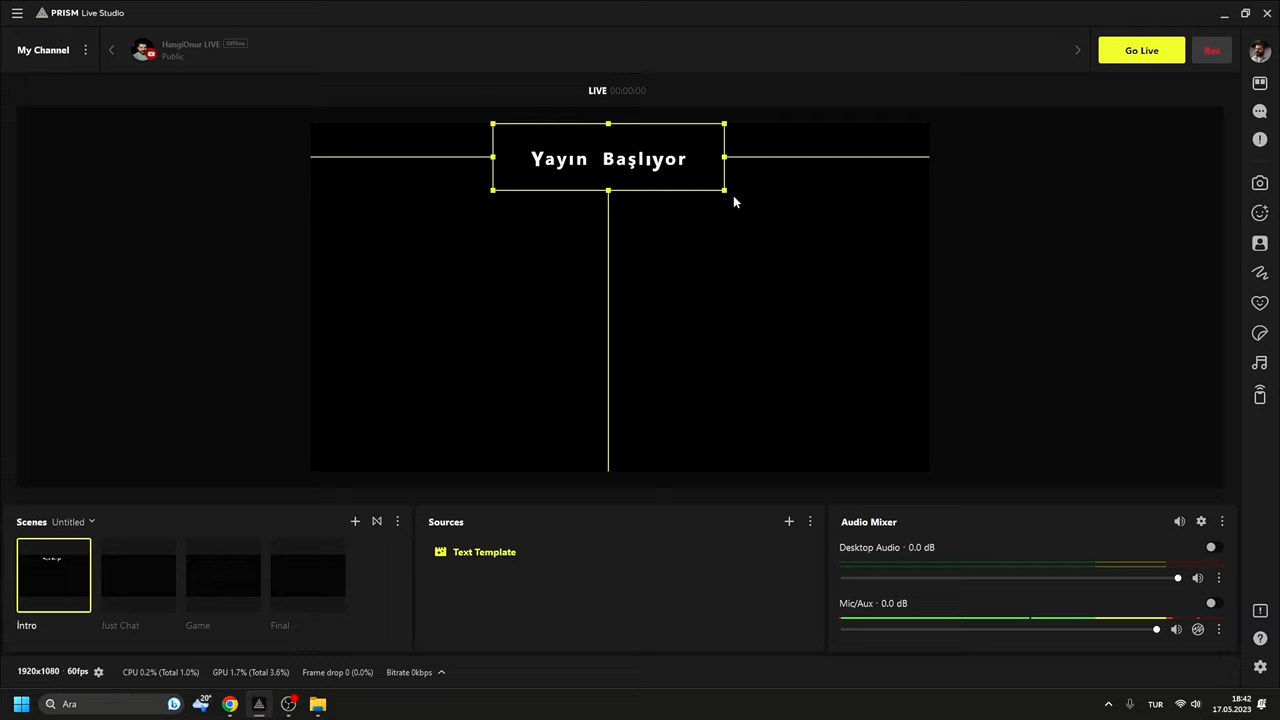 PRISM Live Studio
My Channel
HangiOnur LIVE Offline
Public
Go Live
Rec
LIVE 00:00:00
Yayın Başlıyor
Scenes Untitled
Intro
Just Chat
Game
Final
Sources
Text Template
Audio Mixer
Desktop Audio · 0.0 dB
Mic/Aux · 0.0 dB
1920x1080 · 60fps
CPU 0.2% (Total 1.0%)
GPU 1.7% (Total 3.6%)
Frame drop 0 (0.0%)
Bitrate 0kbps
Ara
20°
TUR
18:42
17.05.2023